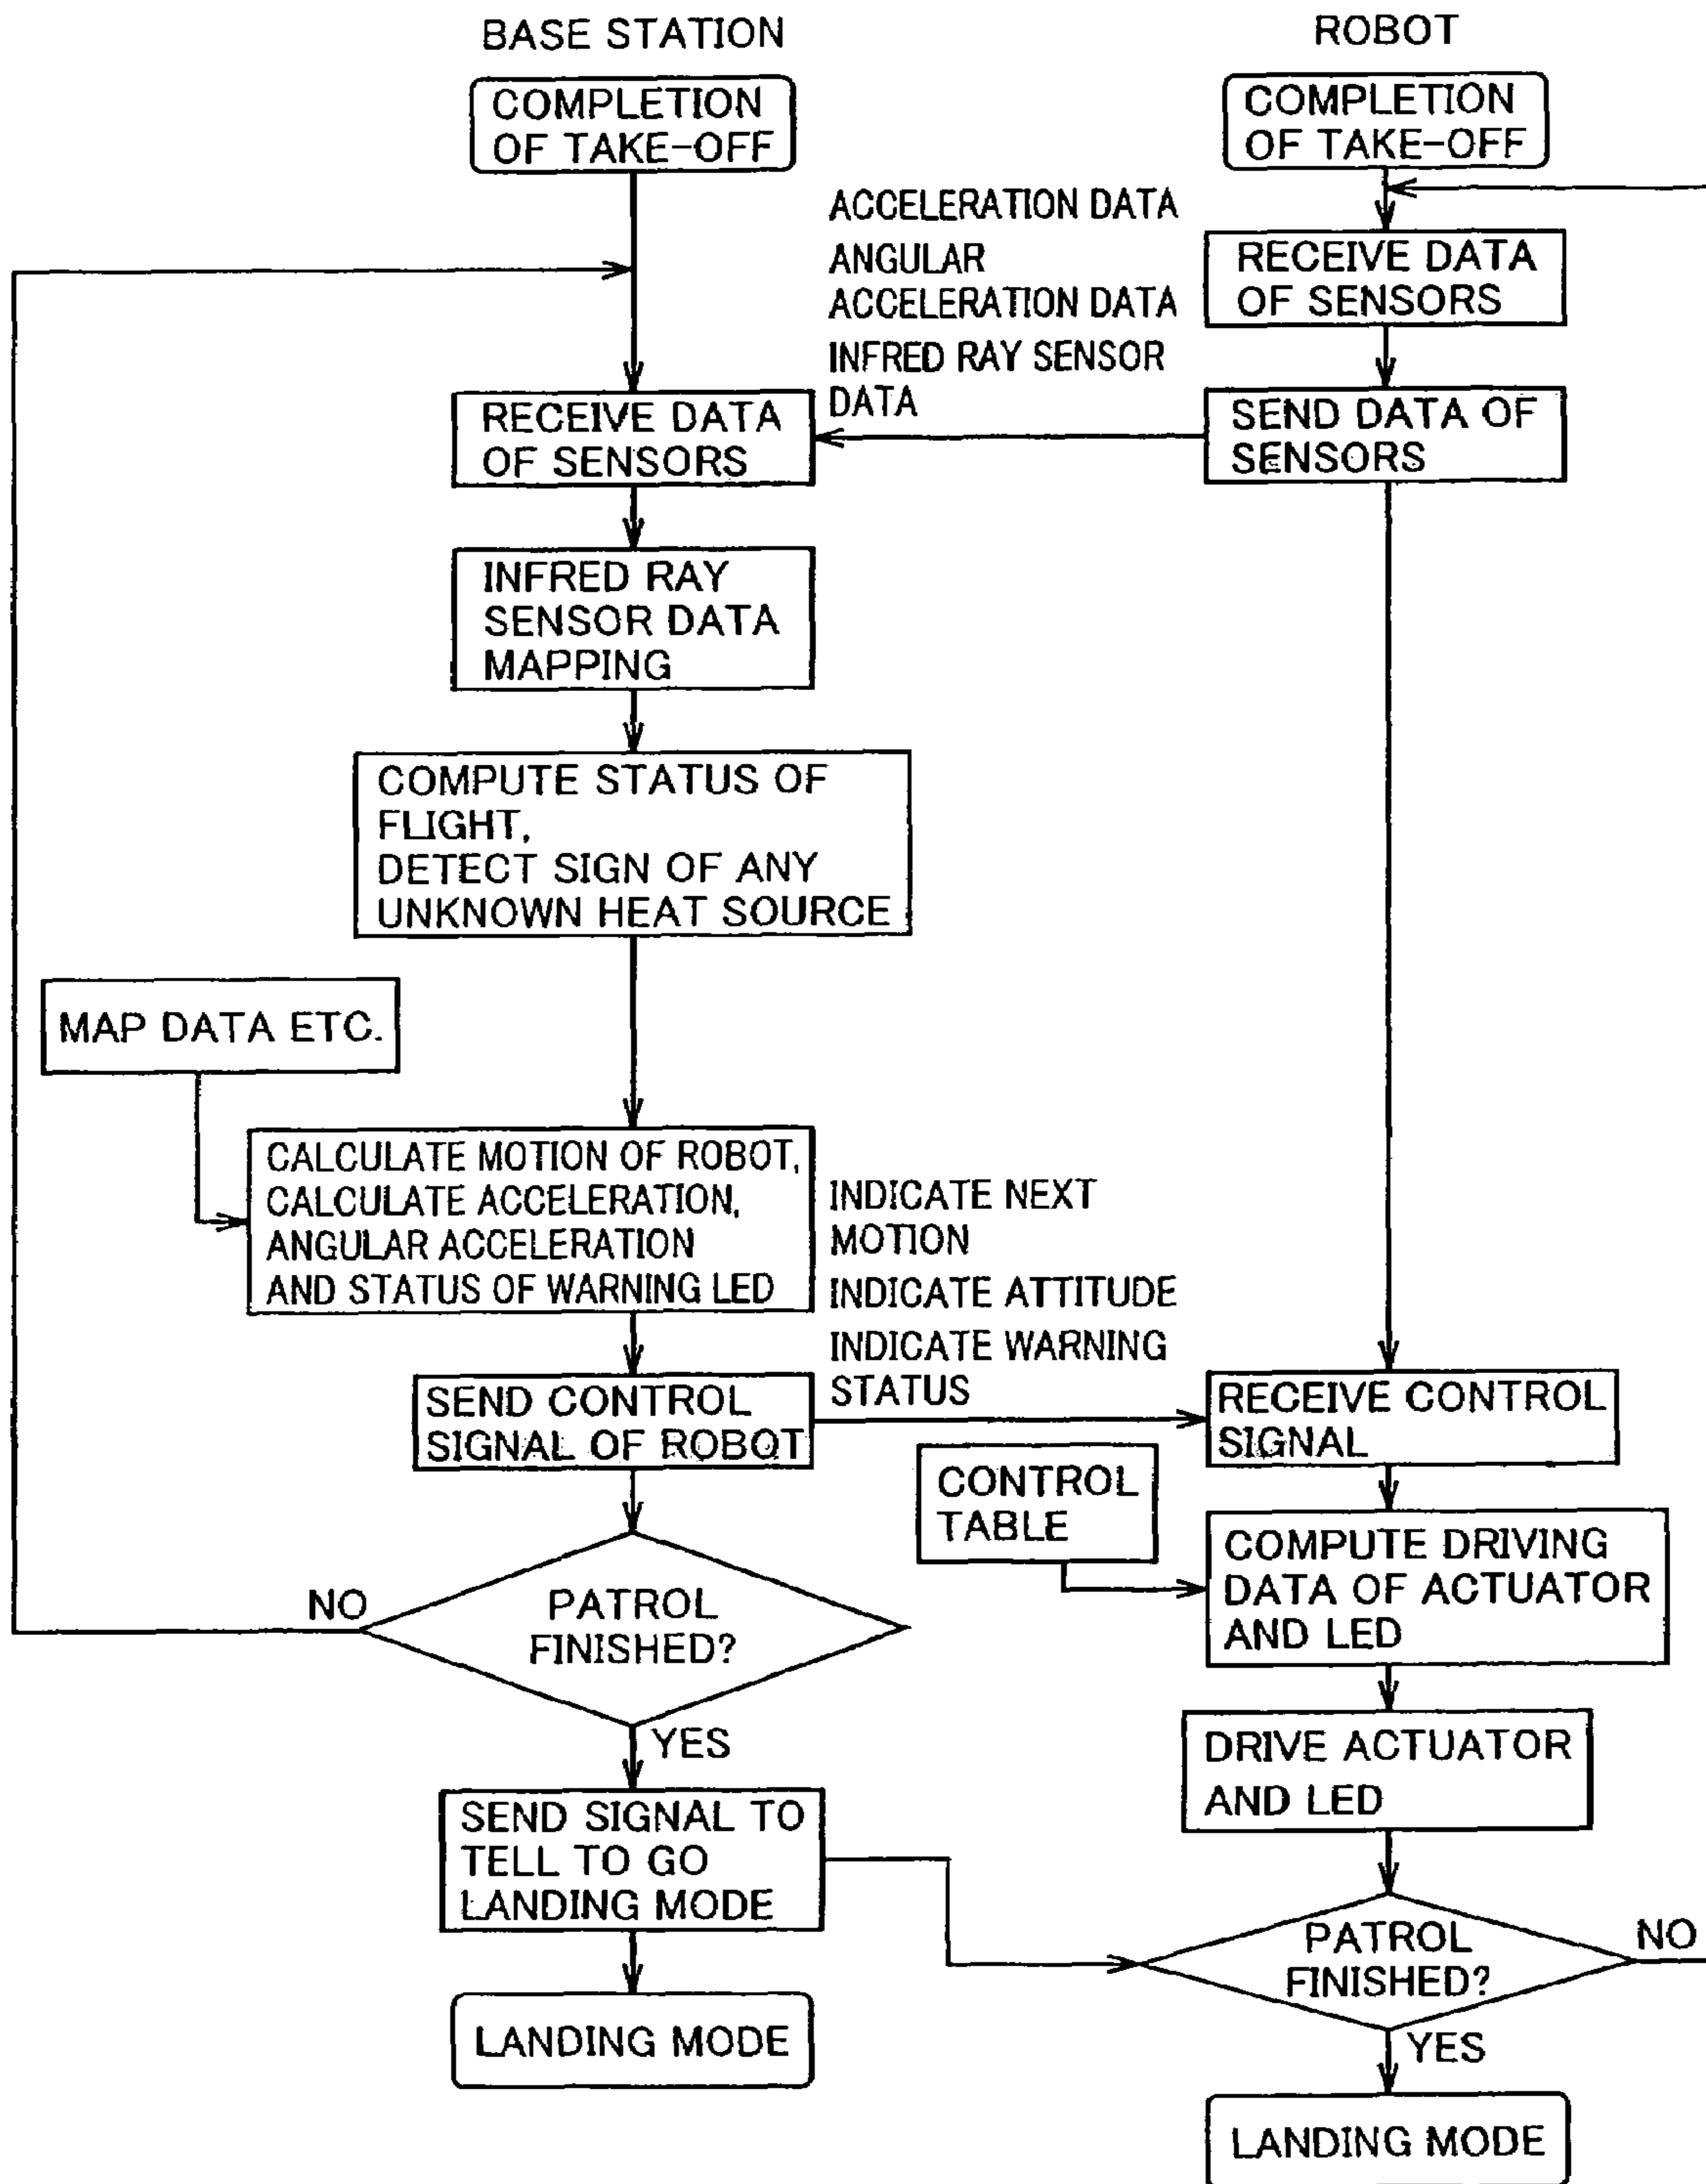 BASE STATION
ROBOT
COMPLETION
OF TAKE-OFF
COMPLETION
OF TAKE-OFF
ACCELERATION DATA
ANGULAR
ACCELERATION DATA
INFRED RAY SENSOR
DATA
RECEIVE DATA
OF SENSORS
RECEIVE DATA
OF SENSORS
SEND DATA OF
SENSORS
INFRED RAY
SENSOR DATA
MAPPING
COMPUTE STATUS OF
FLIGHT,
DETECT SIGN OF ANY
UNKNOWN HEAT SOURCE
MAP DATA ETC.
CALCULATE MOTION OF ROBOT,
CALCULATE ACCELERATION,
ANGULAR ACCELERATION
AND STATUS OF WARNING LED
INDICATE NEXT
MOTION
INDICATE ATTITUDE
INDICATE WARNING
STATUS
SEND CONTROL
SIGNAL OF ROBOT
RECEIVE CONTROL
SIGNAL
CONTROL
TABLE
COMPUTE DRIVING
DATA OF ACTUATOR
AND LED
NO
PATROL
FINISHED?
YES
DRIVE ACTUATOR
AND LED
SEND SIGNAL TO
TELL TO GO
LANDING MODE
PATROL
FINISHED?
NO
YES
LANDING MODE
LANDING MODE